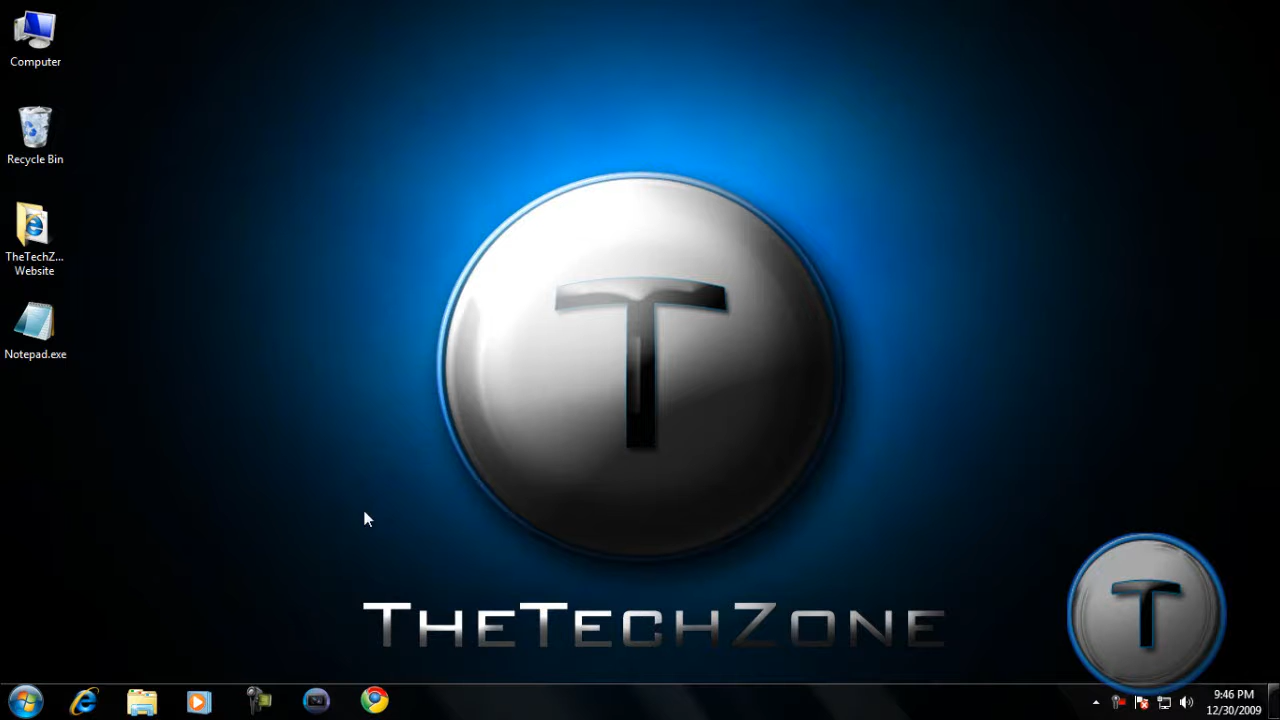 Computer
Recycle Bin
TheTechZ...
Website
Notepad.exe
T
THETECHZONE
T
9:46 PM
12/30/2009